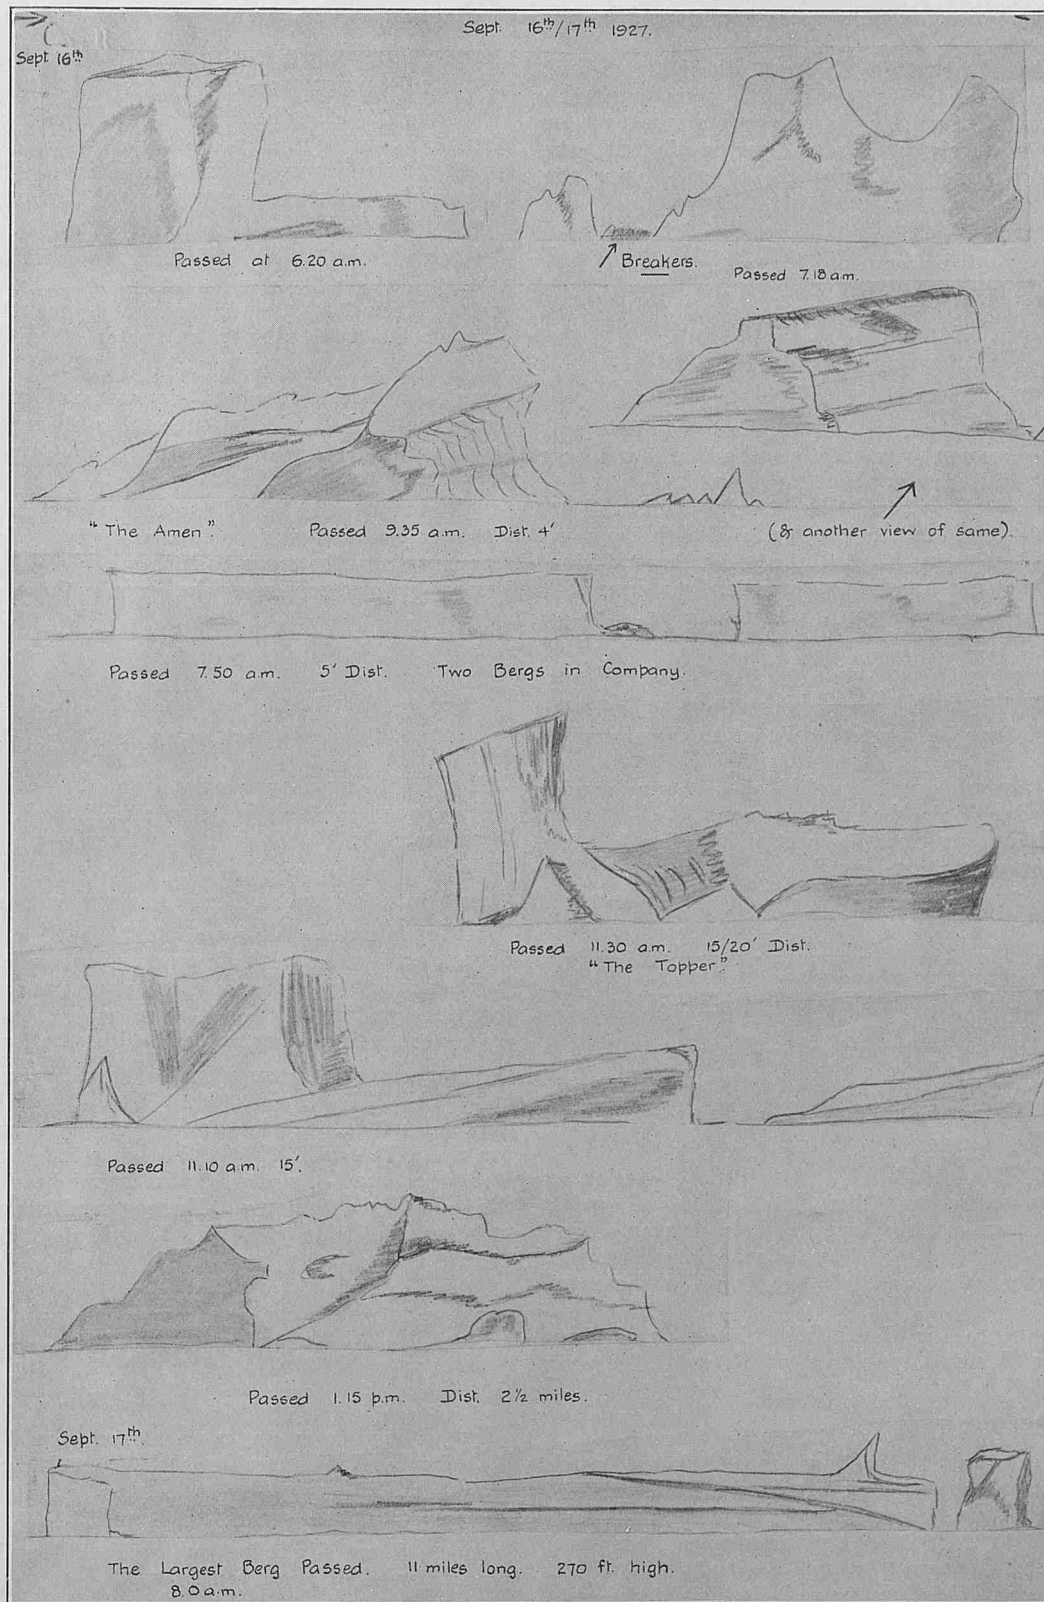 Sept. 16th/17th 1927.
Sept 16th
Passed at 6.20 a.m.
Breakers.
Passed 7.18 a.m.
"The Amen". Passed 9.35 a.m. Dist. 4'
(& another view of same).
Passed 7.50 a.m. 5' Dist. Two Bergs in Company.
Passed 11.30 a.m. 15/20' Dist.
"The Topper."
Passed 11.10 a.m. 15'.
Passed 1.15 p.m. Dist. 2½ miles.
Sept. 17th.
The Largest Berg Passed. 11 miles long. 270 ft. high.
8.0 a.m.